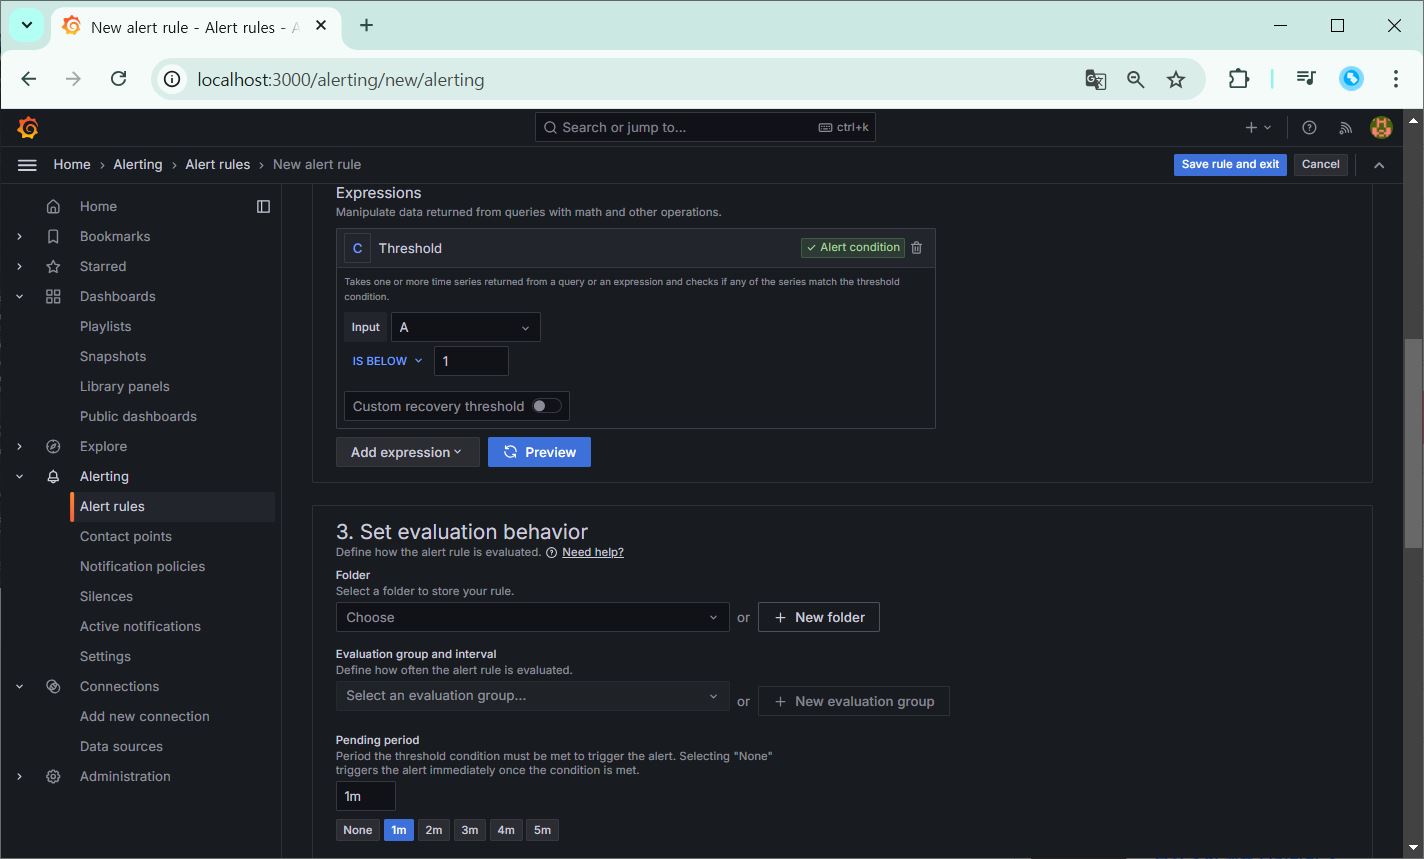 New alert rule - Alert rules - A
localhost:3000/alerting/new/alerting
Search or jump to...
ctrl+k
Home › Alerting › Alert rules › New alert rule
Save rule and exit
Cancel
Home
Bookmarks
Starred
Dashboards
Playlists
Snapshots
Library panels
Public dashboards
Explore
Alerting
Alert rules
Contact points
Notification policies
Silences
Active notifications
Settings
Connections
Add new connection
Data sources
Administration
Expressions
Manipulate data returned from queries with math and other operations.
C Threshold
Alert condition
Takes one or more time series returned from a query or an expression and checks if any of the series match the threshold
condition.
Input A
IS BELOW 1
Custom recovery threshold
Add expression
Preview
3. Set evaluation behavior
Define how the alert rule is evaluated. Need help?
Folder
Select a folder to store your rule.
Choose or + New folder
Evaluation group and interval
Define how often the alert rule is evaluated.
Select an evaluation group... or + New evaluation group
Pending period
Period the threshold condition must be met to trigger the alert. Selecting "None"
triggers the alert immediately once the condition is met.
1m
None 1m 2m 3m 4m 5m